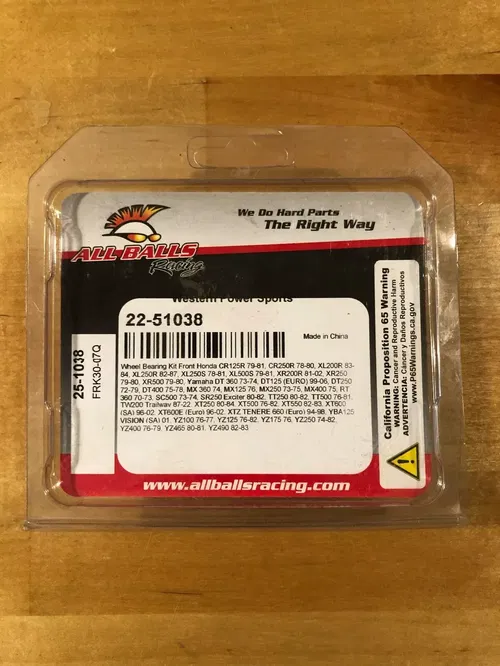 We Do Hard Parts
The Right Way
ALL BALLS
Racing
Western Power Sports
22-51038
Made in China
Wheel Bearing Kit Front Honda CR125R 79-81, CR250R 78-80, XL200R 83-
84, XL250R 82-87, XL250S 78-81, XL500S 79-81, XR200R 81-02, XR250
79-80, XR500 79-80, Yamaha DT 360 73-74, DT125 (EURO) 99-06, DT250
72-79, DT400 75-78, MX 360 74, MX125 76, MX250 73-75, MX400 75, RT
360 70-73, SC500 73-74, SR250 Exciter 80-82, TT250 80-82, TT500 76-81,
TW200 Trailway 87-22, XT250 80-84, XT500 76-82, XT550 82-83, XT600
(SA) 96-02, XT600E (Euro) 96-02, XTZ TENERE 660 (Euro) 94-98, YBA125
VISION (SA) 01, YZ100 76-77, YZ125 76-82, YZ175 76, YZ250 74-82,
YZ400 76-79, YZ465 80-81, YZ490 82-83
25-1038
FRK30-07Q
California Proposition 65 Warning
WARNING: Cancer and Reproductive Harm
ADVERTENCIA: Cancer y Daños Reproductivos
www.P65Warnings.ca.gov
www.allballsracing.com